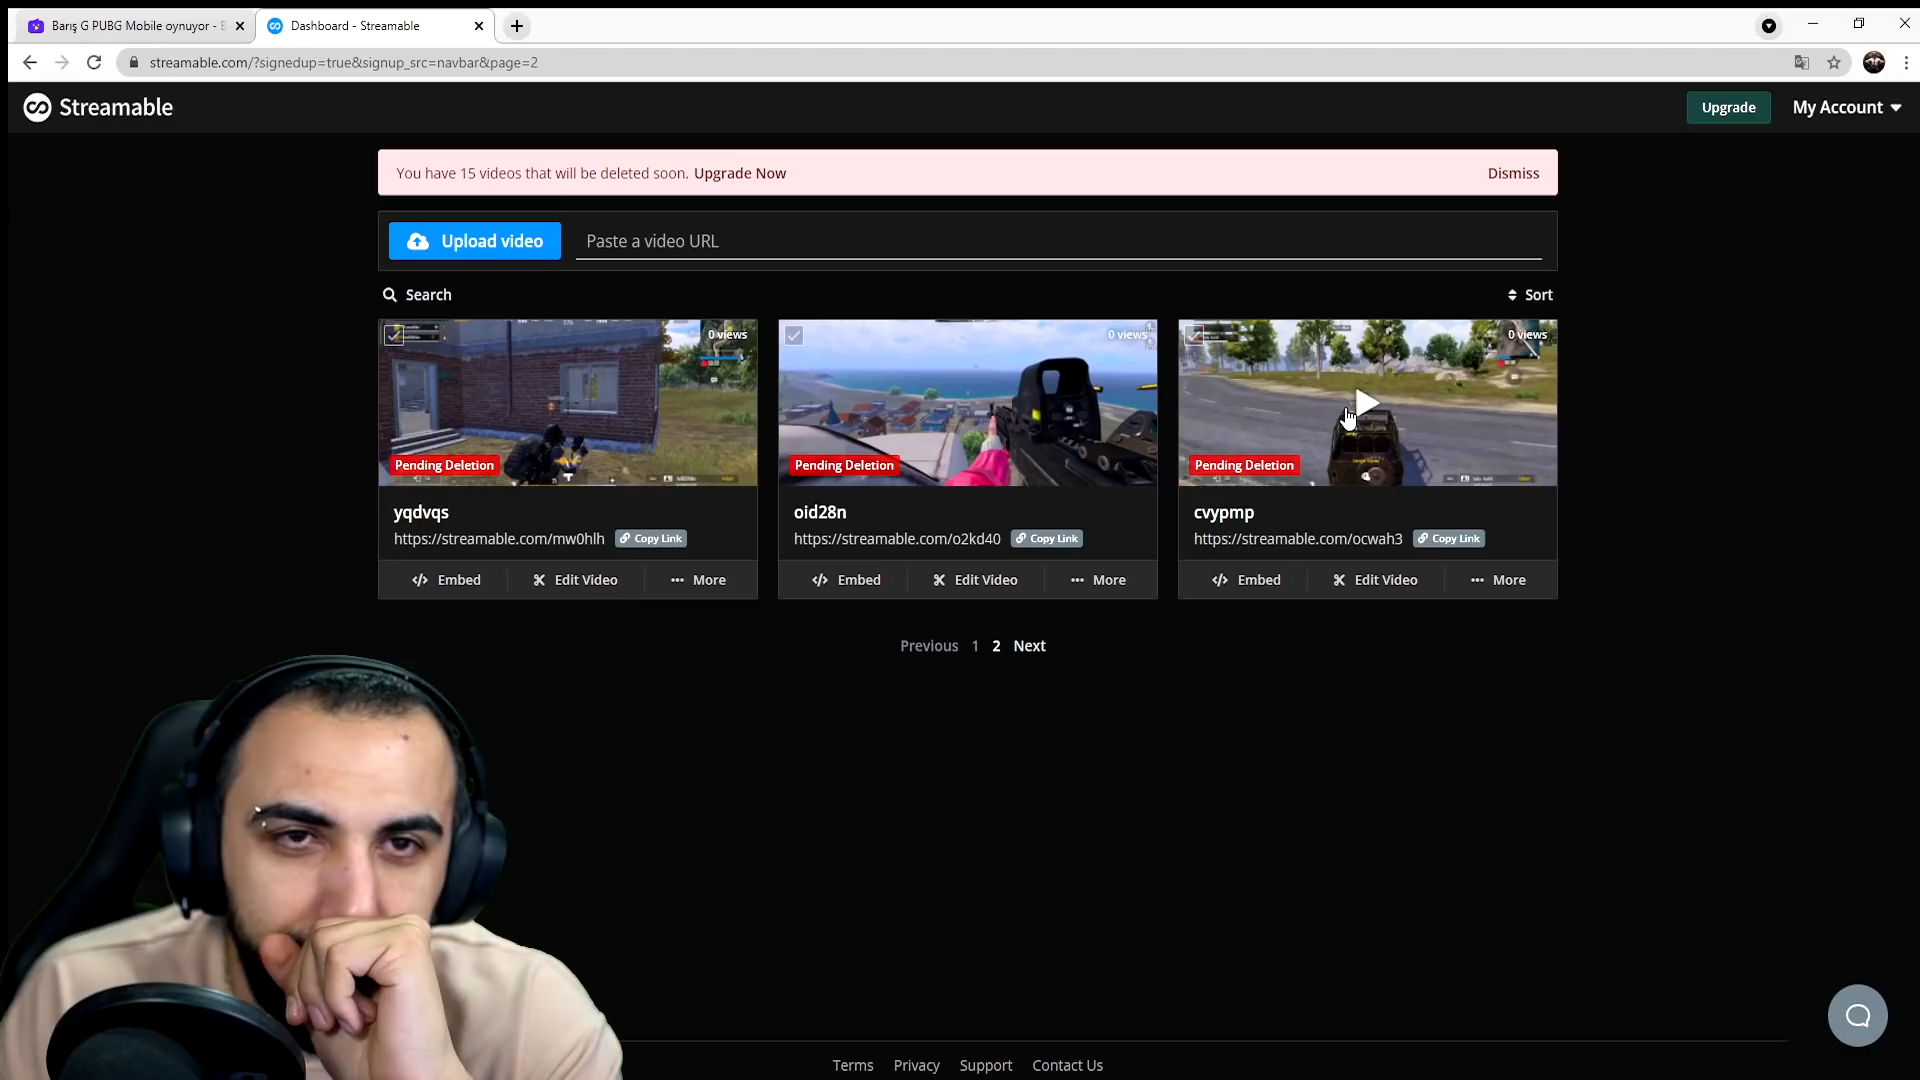 Barış G PUBG Mobile oynuyor -
Dashboard - Streamable
streamable.com/?signedup=true&signup_src=navbar&page=2
Streamable
Upgrade
My Account
You have 15 videos that will be deleted soon. Upgrade Now
Dismiss
Upload video
Paste a video URL
Search
Sort
0 views
0 views
0 views
Pending Deletion
Pending Deletion
Pending Deletion
yqdvqs
https://streamable.com/mw0hlh
Copy Link
Embed
Edit Video
More
oid28n
https://streamable.com/o2kd40
Copy Link
Embed
Edit Video
More
cvypmp
https://streamable.com/ocwah3
Copy Link
Embed
Edit Video
More
Previous 1 2 Next
Terms Privacy Support Contact Us